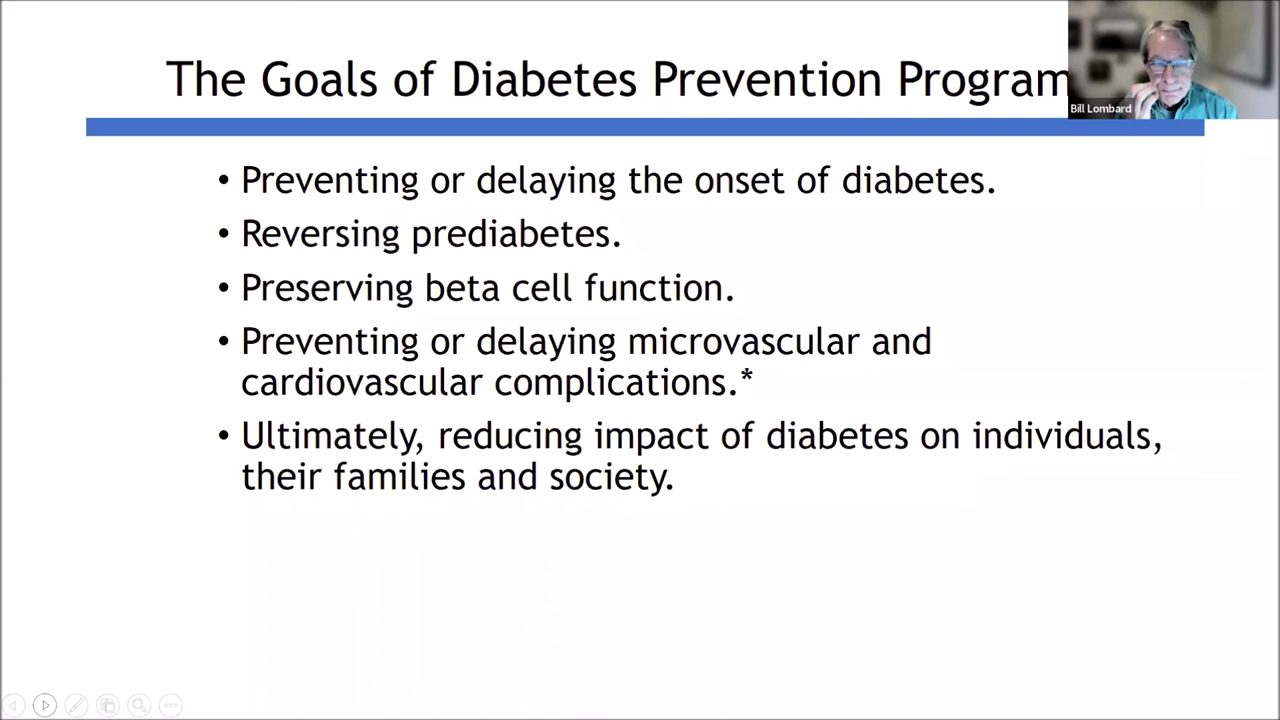 The Goals of Diabetes Prevention Program
Bill Lombard
• Preventing or delaying the onset of diabetes.
• Reversing prediabetes.
• Preserving beta cell function.
• Preventing or delaying microvascular and
cardiovascular complications.*
• Ultimately, reducing impact of diabetes on individuals,
their families and society.